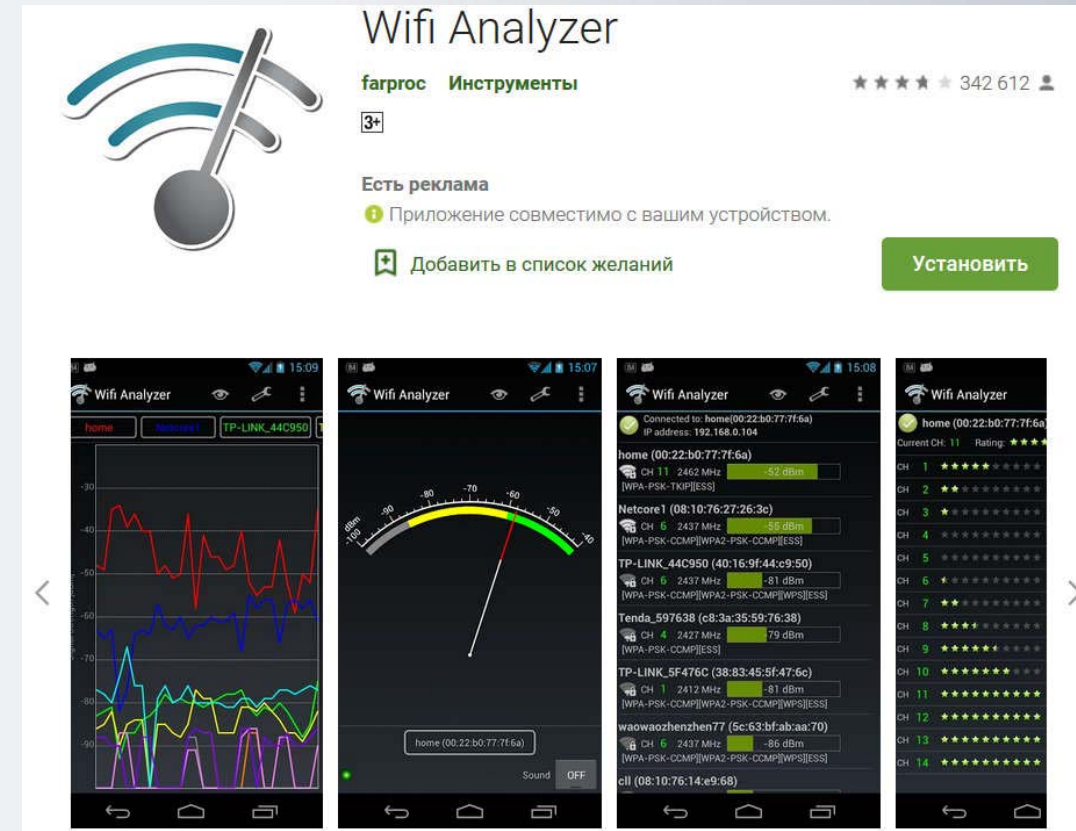 Wifi Analyzer
farproc Инструменты
342 612
3+
Есть реклама
Приложение совместимо с вашим устройством.
Добавить в список желаний
Установить
15:09
Wifi Analyzer
home Netcore1 TP-LINK_44C950
-30
-40
-50
-60
-70
-80
-90
15:07
Wifi Analyzer
dBm
-100 -90 -80 -70 -60 -50 -40
home (00:22:b0:77:7f:6a)
Sound OFF
15:08
Wifi Analyzer
Connected to: home(00:22:b0:77:7f:6a)
IP address: 192.168.0.104
home (00:22:b0:77:7f:6a)
CH 11 2462 MHz -52 dBm
[WPA-PSK-TKIP][ESS]
Netcore1 (08:10:76:27:26:3c)
CH 6 2437 MHz -55 dBm
[WPA-PSK-CCMP][WPA2-PSK-CCMP][ESS]
TP-LINK_44C950 (40:16:9f:44:c9:50)
CH 6 2437 MHz -81 dBm
[WPA-PSK-CCMP][WPA2-PSK-CCMP][WPS][ESS]
Tenda_597638 (c8:3a:35:59:76:38)
CH 4 2427 MHz -79 dBm
[WPA-PSK-CCMP][ESS]
TP-LINK_5F476C (38:83:45:5f:47:6c)
CH 1 2412 MHz -81 dBm
[WPA-PSK-CCMP][WPA2-PSK-CCMP][WPS][ESS]
waowaozhenzhen77 (5c:63:bf:ab:aa:70)
CH 6 2437 MHz -86 dBm
[WPA-PSK-CCMP][WPA2-PSK-CCMP][WPS][ESS]
cll (08:10:76:14:e9:68)
Wifi Analyzer
home (00:22:b0:77:7f:6a)
Current CH: 11 Rating:
CH 1
CH 2
CH 3
CH 4
CH 5
CH 6
CH 7
CH 8
CH 9
CH 10
CH 11
CH 12
CH 13
CH 14